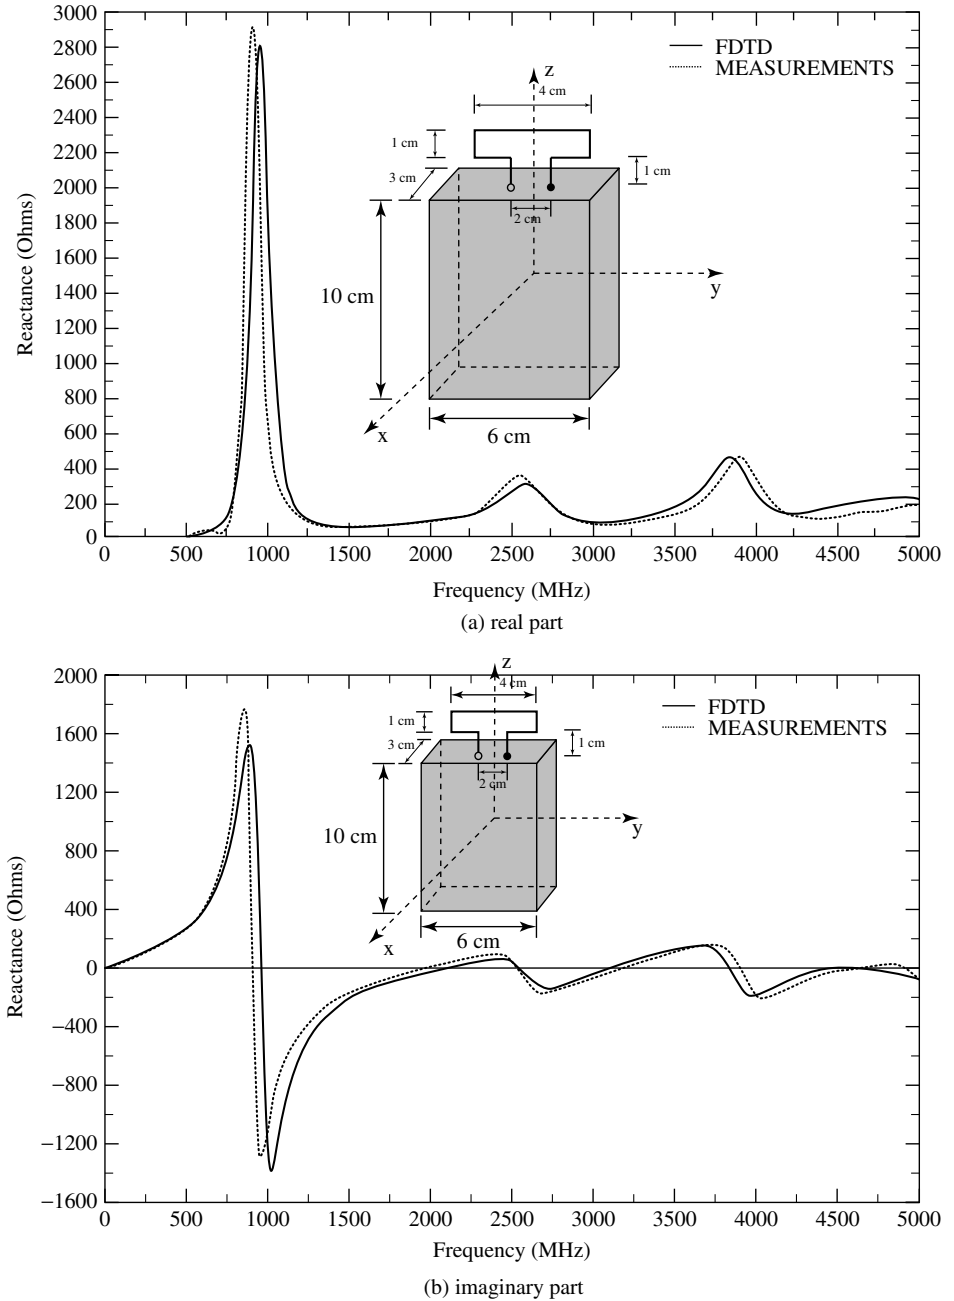 3000
2800
2600
2400
2200
2000
1800
1600
1400
1200
1000
800
600
400
200
0
Reactance (Ohms)
FDTD
MEASUREMENTS
z
4 cm
1 cm
3 cm
1 cm
2 cm
10 cm
y
x
6 cm
0 500 1000 1500 2000 2500 3000 3500 4000 4500 5000
Frequency (MHz)
(a) real part
2000
1600
1200
800
400
0
−400
−800
−1200
−1600
Reactance (Ohms)
FDTD
MEASUREMENTS
z
4 cm
1 cm
3 cm
1 cm
2 cm
10 cm
y
x
6 cm
0 500 1000 1500 2000 2500 3000 3500 4000 4500 5000
Frequency (MHz)
(b) imaginary part